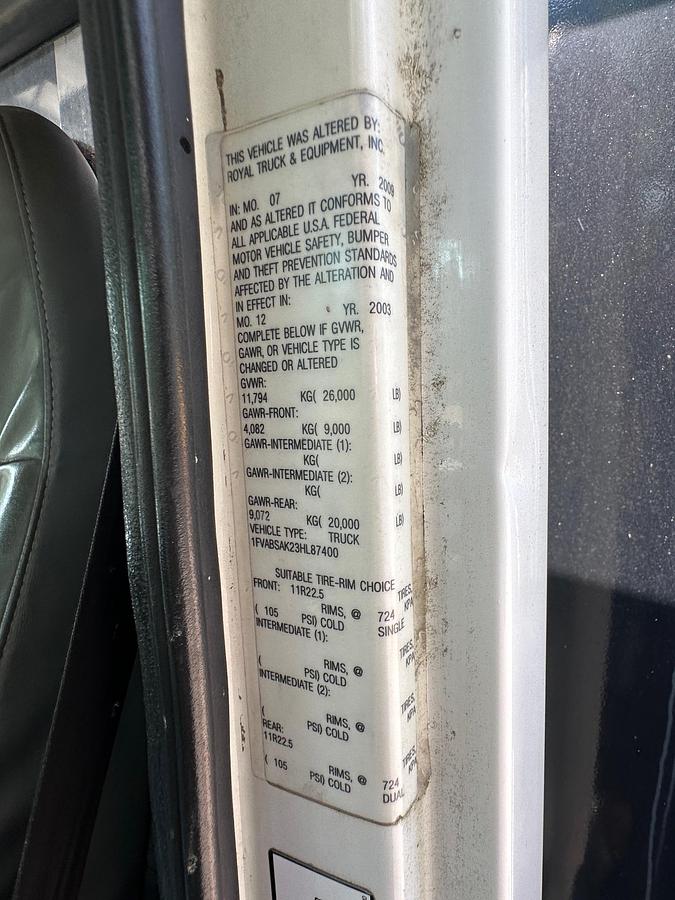 THIS VEHICLE WAS ALTERED BY:
ROYAL TRUCK & EQUIPMENT, INC.
IN: MO. 07 YR. 2009
AND AS ALTERED IT CONFORMS TO
ALL APPLICABLE U.S.A. FEDERAL
MOTOR VEHICLE SAFETY, BUMPER
AND THEFT PREVENTION STANDARDS
AFFECTED BY THE ALTERATION AND
IN EFFECT IN:
MO. 12 YR. 2003
COMPLETE BELOW IF GVWR,
GAWR, OR VEHICLE TYPE IS
CHANGED OR ALTERED
GVWR:
11,794 KG( 26,000 LB)
GAWR-FRONT:
4,082 KG( 9,000 LB)
GAWR-INTERMEDIATE (1):
KG( LB)
GAWR-INTERMEDIATE (2):
KG( LB)
GAWR-REAR:
9,072 KG( 20,000 LB)
VEHICLE TYPE: TRUCK
1FVABSAK23HL87400
SUITABLE TIRE-RIM CHOICE
FRONT: 11R22.5 TIRES,
RIMS, @ 724 KPA
( 105 PSI) COLD SINGLE
INTERMEDIATE (1): TIRES,
RIMS, @ KPA
( PSI) COLD
INTERMEDIATE (2): TIRES,
RIMS, @ KPA
( PSI) COLD
REAR:
11R22.5 TIRES,
RIMS, @ 724 KPA
( 105 PSI) COLD DUAL